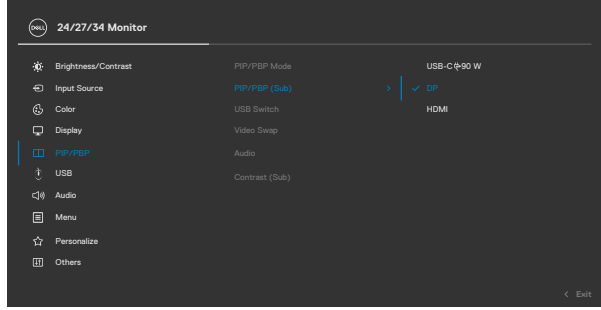 DELL
24/27/34 Monitor
Brightness/Contrast
PIP/PBP Mode
USB-C 90 W
Input Source
PIP/PBP (Sub)
DP
Color
USB Switch
HDMI
Display
Video Swap
PIP/PBP
Audio
USB
Contrast (Sub)
Audio
Menu
Personalize
Others
Exit